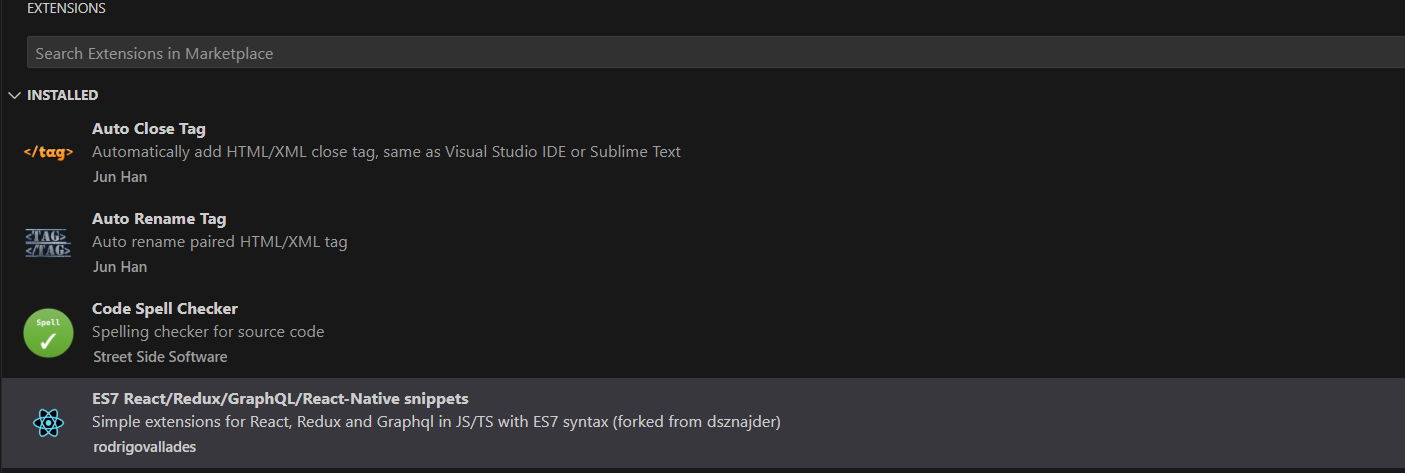 EXTENSIONS
Search Extensions in Marketplace
INSTALLED
</tag>
Auto Close Tag
Automatically add HTML/XML close tag, same as Visual Studio IDE or Sublime Text
Jun Han
<TAG>
</TAG>
Auto Rename Tag
Auto rename paired HTML/XML tag
Jun Han
Spell
Code Spell Checker
Spelling checker for source code
Street Side Software
ES7 React/Redux/GraphQL/React-Native snippets
Simple extensions for React, Redux and Graphql in JS/TS with ES7 syntax (forked from dsznajder)
rodrigovallades